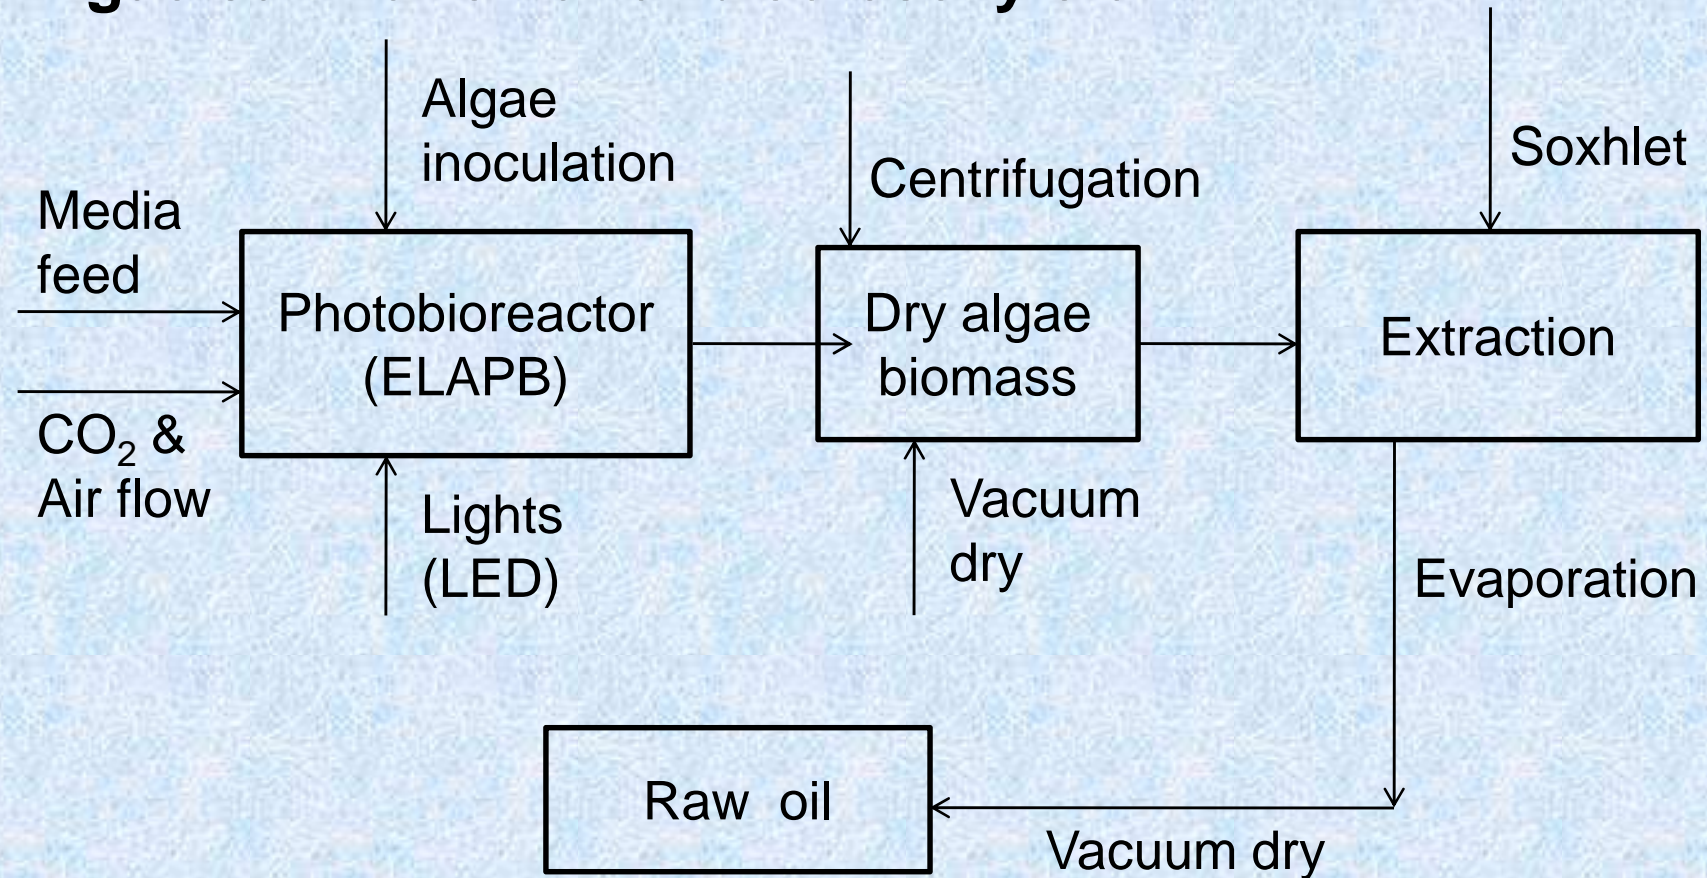 Algae
inoculation
Media
feed
CO₂ &
Air flow
Photobioreactor
(ELAPB)
Lights
(LED)
Centrifugation
Dry algae
biomass
Vacuum
dry
Soxhlet
Extraction
Evaporation
Vacuum dry
Raw oil